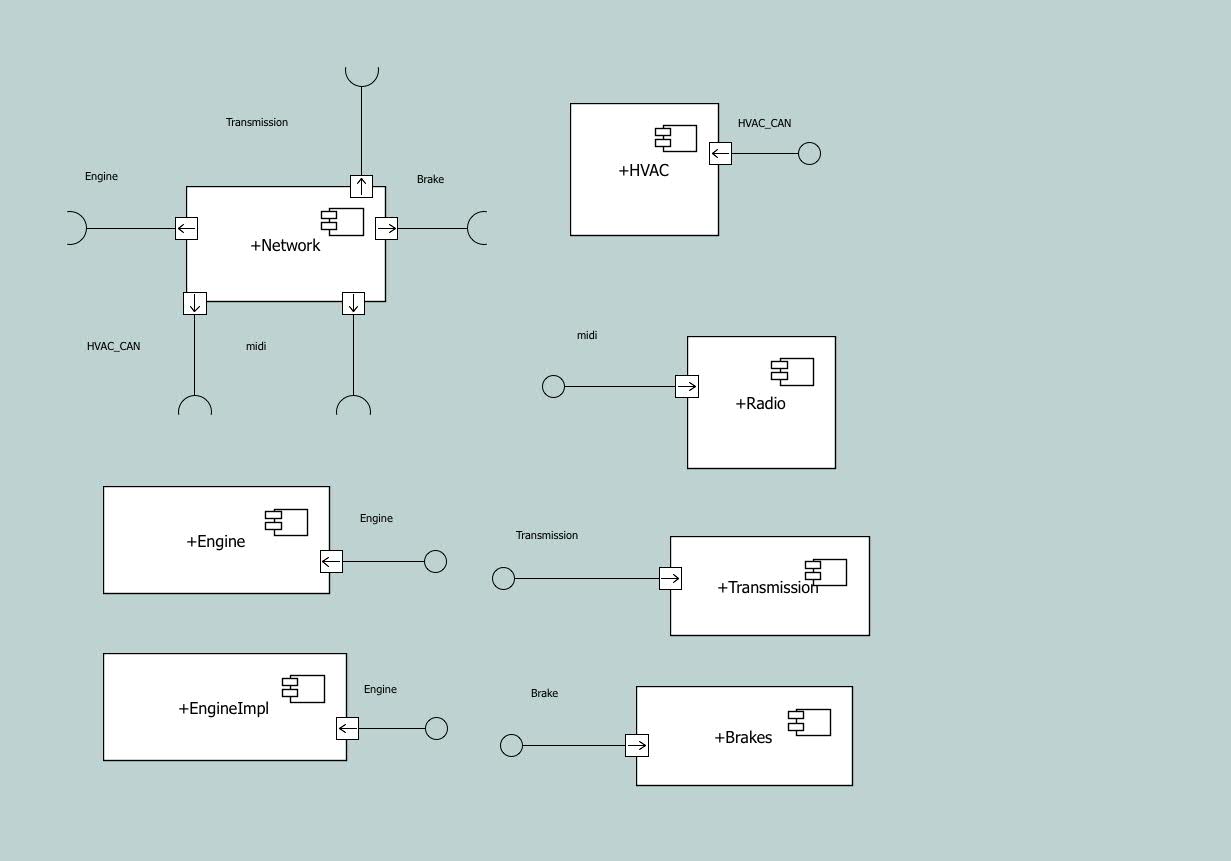 Transmission
HVAC_CAN
+HVAC
Engine
Brake
+Network
HVAC_CAN
midi
midi
+Radio
+Engine
Engine
Transmission
+Transmission
+EngineImpl
Engine
Brake
+Brakes